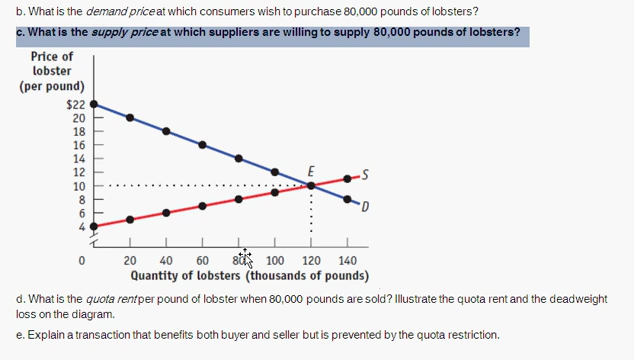 b. What is the demand price at which consumers wish to purchase 80,000 pounds of lobsters?
c. What is the supply price at which suppliers are willing to supply 80,000 pounds of lobsters?
Price of
lobster
(per pound)
$22
20
18
16
14
12
10
8
6
4
E
S
D
0 20 40 60 80 100 120 140
Quantity of lobsters (thousands of pounds)
d. What is the quota rent per pound of lobster when 80,000 pounds are sold? Illustrate the quota rent and the deadweight
loss on the diagram.
e. Explain a transaction that benefits both buyer and seller but is prevented by the quota restriction.